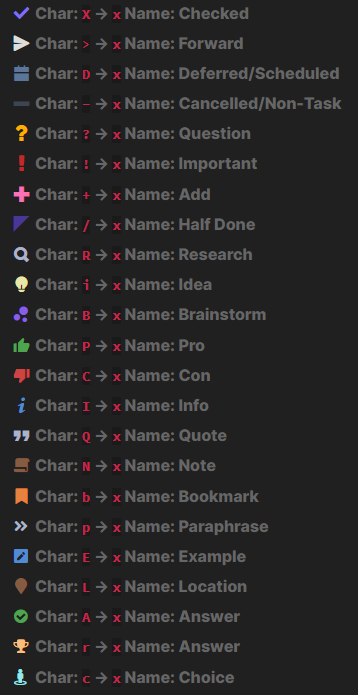 Char: X → x Name: Checked
Char: > → x Name: Forward
Char: D → x Name: Deferred/Scheduled
Char: – → x Name: Cancelled/Non-Task
Char: ? → x Name: Question
Char: ! → x Name: Important
Char: + → x Name: Add
Char: / → x Name: Half Done
Char: R → x Name: Research
Char: i → x Name: Idea
Char: B → x Name: Brainstorm
Char: P → x Name: Pro
Char: C → x Name: Con
Char: I → x Name: Info
Char: Q → x Name: Quote
Char: N → x Name: Note
Char: b → x Name: Bookmark
Char: p → x Name: Paraphrase
Char: E → x Name: Example
Char: L → x Name: Location
Char: A → x Name: Answer
Char: r → x Name: Answer
Char: c → x Name: Choice